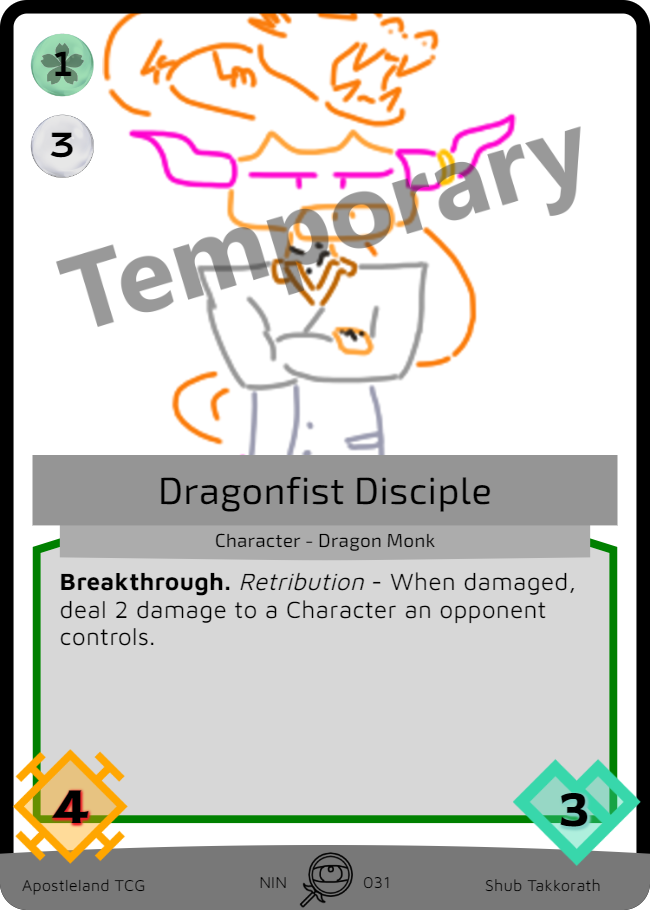 1
3
Temporary
Dragonfist Disciple
Character - Dragon Monk
Breakthrough. Retribution - When damaged,
deal 2 damage to a Character an opponent
controls.
4
3
Apostleland TCG
NIN
031
Shub Takkorath